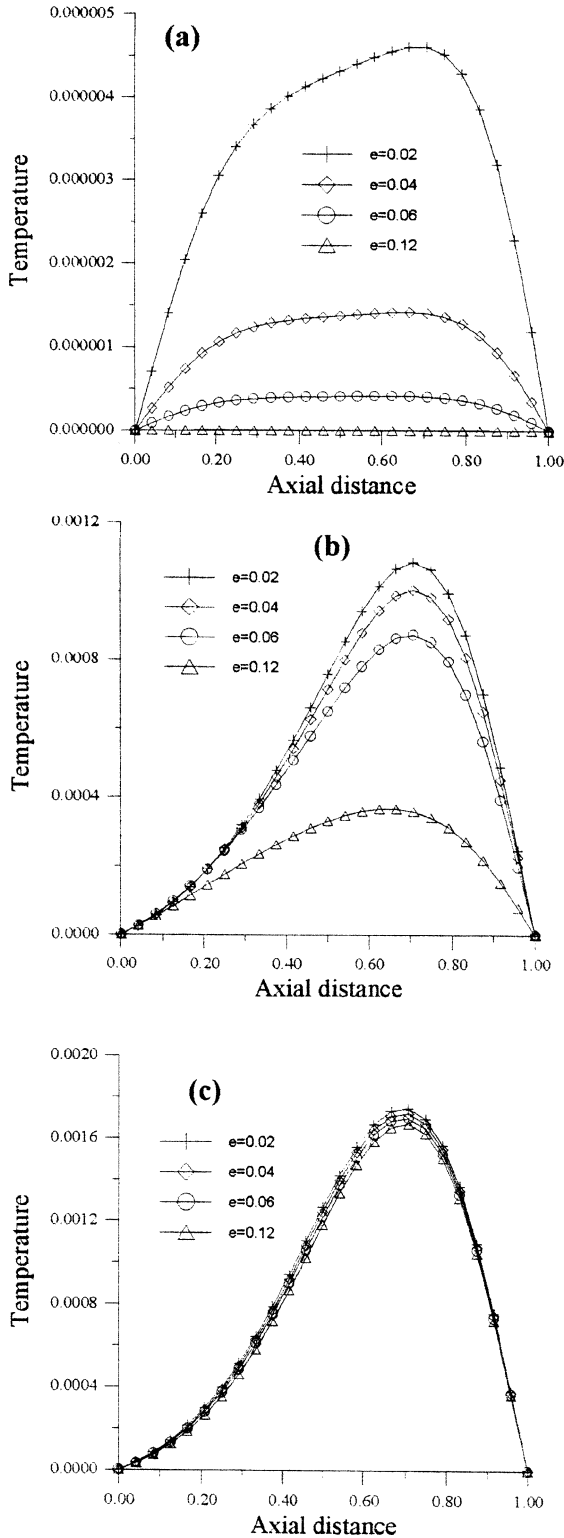 (a)
0.000005
0.000004
0.000003
0.000002
0.000001
0.000000
Temperature
e=0.02
e=0.04
e=0.06
e=0.12
0.00 0.20 0.40 0.60 0.80 1.00
Axial distance
(b)
0.0012
0.0008
0.0004
0.0000
Temperature
e=0.02
e=0.04
e=0.06
e=0.12
0.00 0.20 0.40 0.60 0.80 1.00
Axial distance
(c)
0.0020
0.0016
0.0012
0.0008
0.0004
0.0000
Temperature
e=0.02
e=0.04
e=0.06
e=0.12
0.00 0.20 0.40 0.60 0.80 1.00
Axial distance